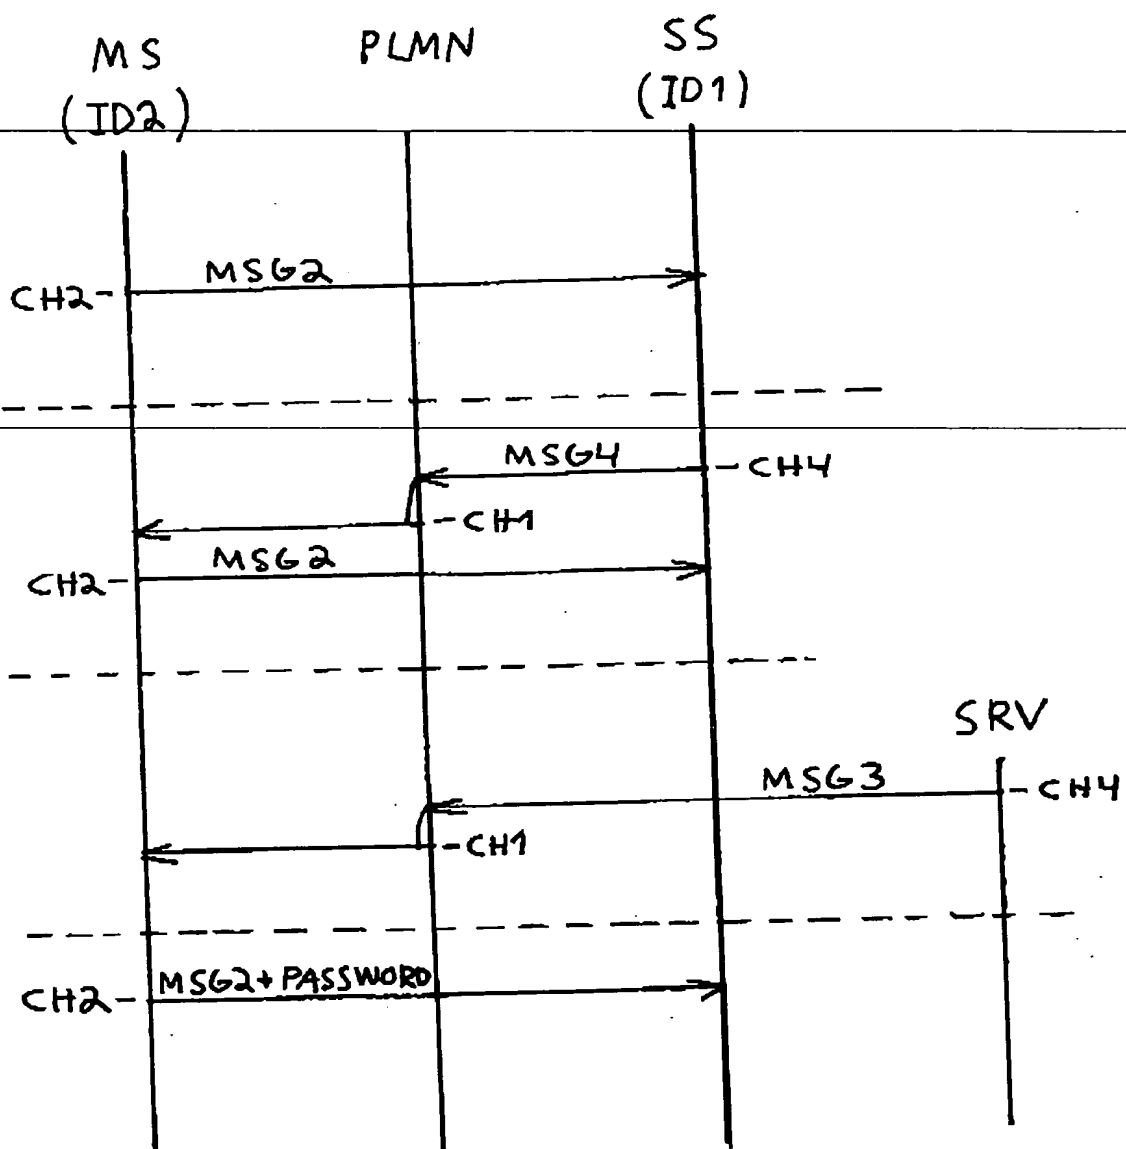 MS PLMN SS
(ID2) (ID1)
MSG2
CH2
MSG4 CH4
CH1
MSG2
CH2
SRV
MSG3 CH4
CH1
MSG2+PASSWORD
CH2